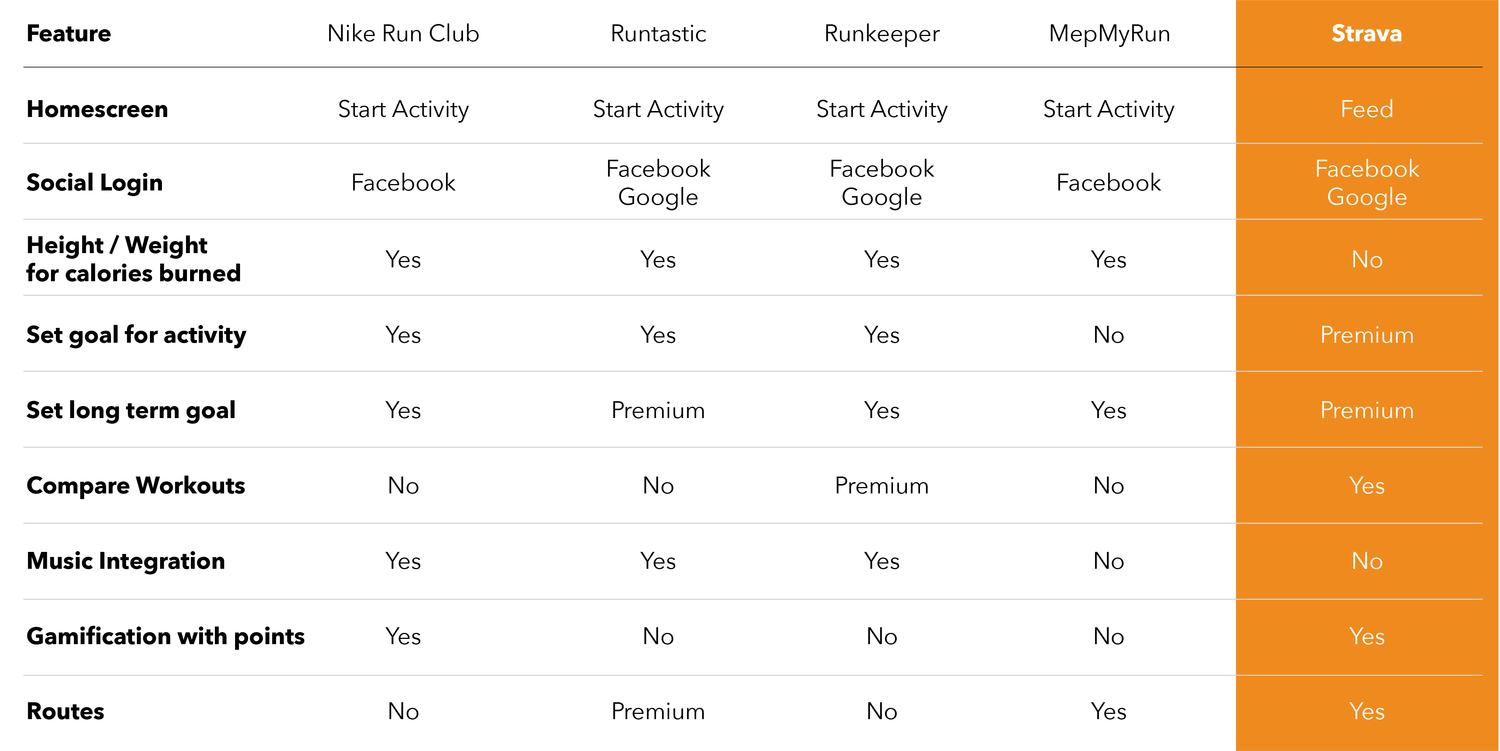 Feature Nike Run Club Runtastic Runkeeper MepMyRun Strava
Homescreen Start Activity Start Activity Start Activity Start Activity Feed
Social Login Facebook Facebook Google Facebook Google Facebook Facebook Google
Height / Weight
for calories burned Yes Yes Yes Yes No
Set goal for activity Yes Yes Yes No Premium
Set long term goal Yes Premium Yes Yes Premium
Compare Workouts No No Premium No Yes
Music Integration Yes Yes Yes No No
Gamification with points Yes No No No Yes
Routes No Premium No Yes Yes